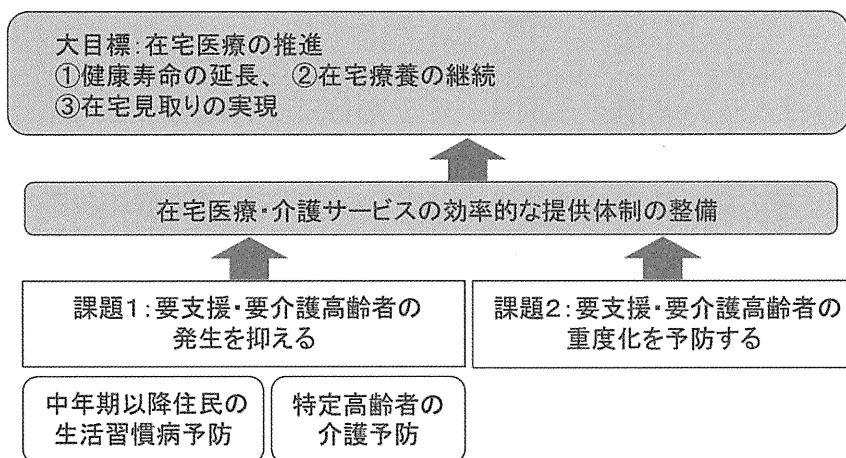 大目標:在宅医療の推進
①健康寿命の延長、 ②在宅療養の継続
③在宅見取りの実現
在宅医療・介護サービスの効率的な提供体制の整備
課題1:要支援・要介護高齢者の
発生を抑える
課題2:要支援・要介護高齢者の
重度化を予防する
中年期以降住民の
生活習慣病予防
特定高齢者の
介護予防